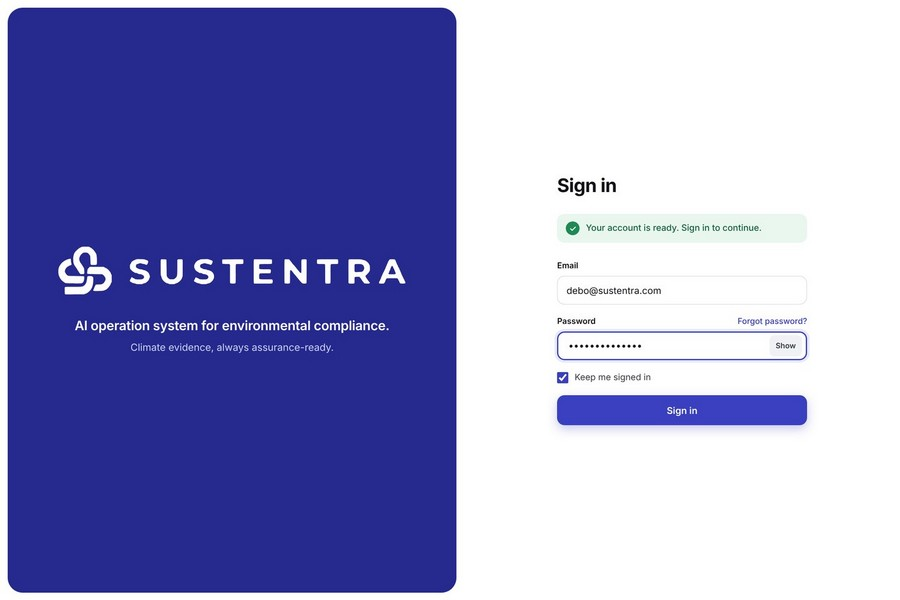 SUSTENTRA
AI operation system for environmental compliance.
Climate evidence, always assurance-ready.
Sign in
Your account is ready. Sign in to continue.
Email
debo@sustentra.com
Password Forgot password?
•••••••••••••• Show
Keep me signed in
Sign in